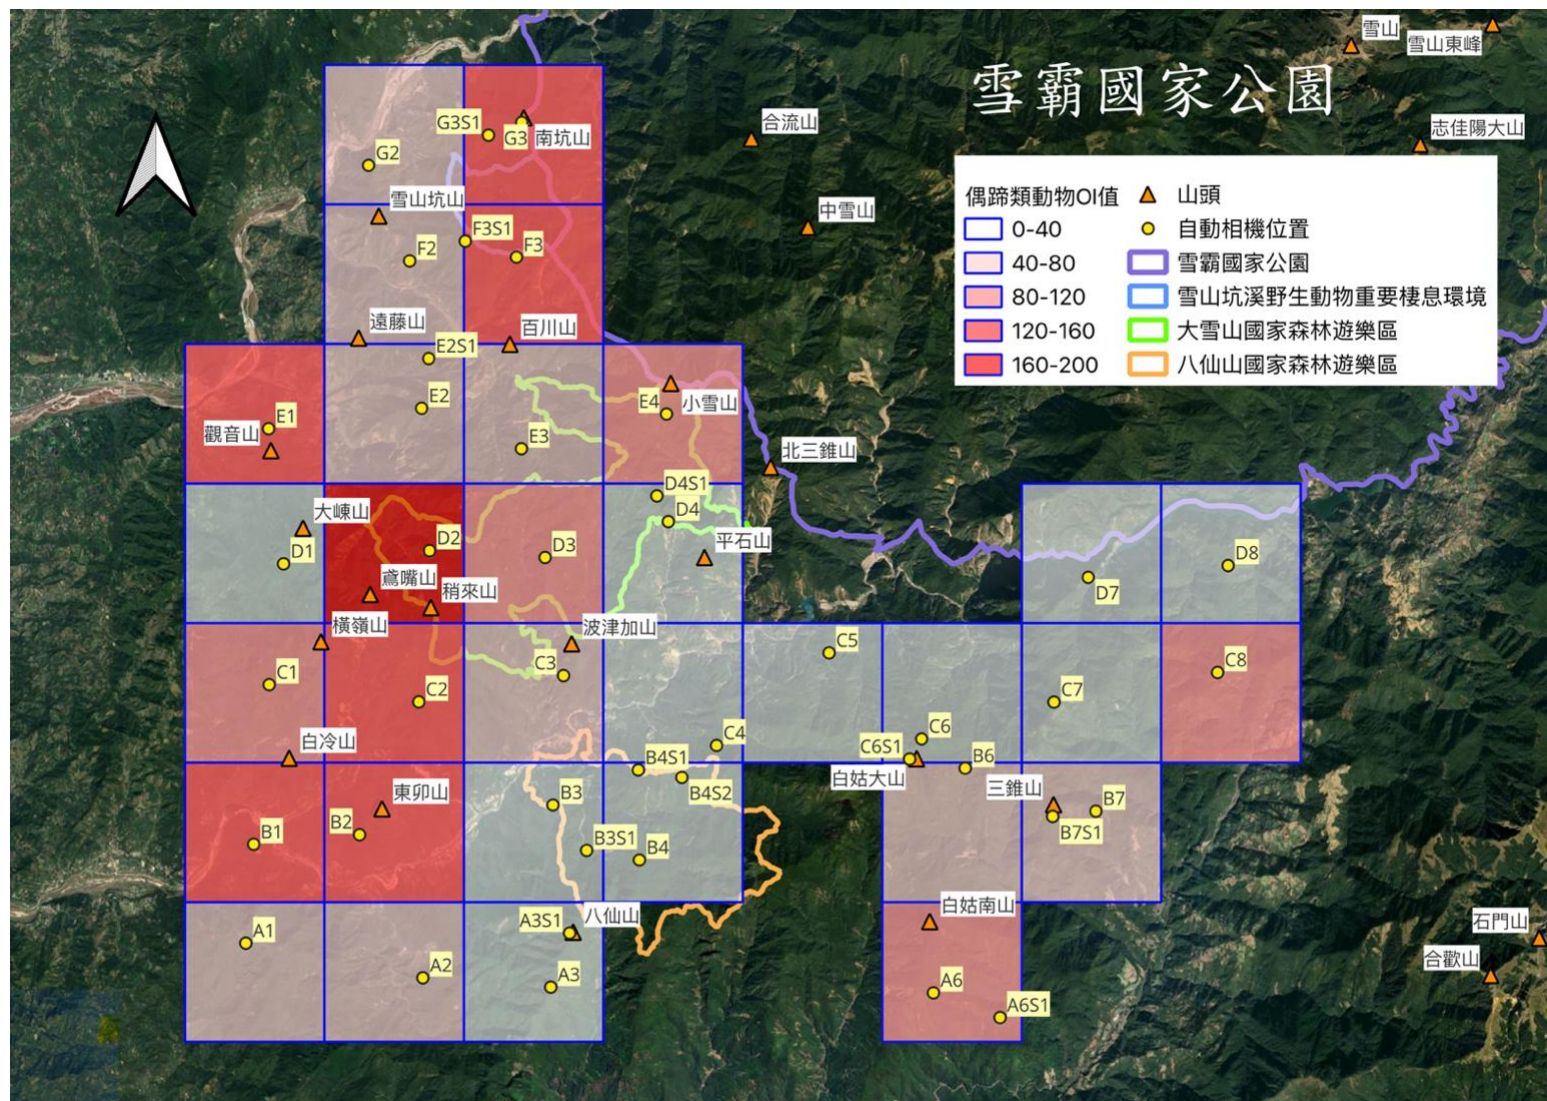 雪山
雪山東峰
雪霸國家公園
合流山
志佳陽大山
G3S1
G3
南坑山
G2
雪山坑山
中雪山
偶蹄類動物OI值
0-40
40-80
80-120
120-160
160-200
山頭
自動相機位置
雪霸國家公園
雪山坑溪野生動物重要棲息環境
大雪山國家森林遊樂區
八仙山國家森林遊樂區
F3S1
F2
F3
遠藤山
百川山
E2S1
E1
觀音山
E2
E3
E4
小雪山
北三錐山
D4S1
D4
大崠山
D1
D2
D3
平石山
鳶嘴山
稍來山
D7
D8
橫嶺山
波津加山
C1
C2
C3
C5
C7
C8
白冷山
C4
C6
C6S1
B6
白姑大山
三錐山
B4S1
B4S2
東卯山
B3
B7
B7S1
B1
B2
B3S1
B4
A3S1
八仙山
白姑南山
石門山
合歡山
A1
A2
A3
A6
A6S1